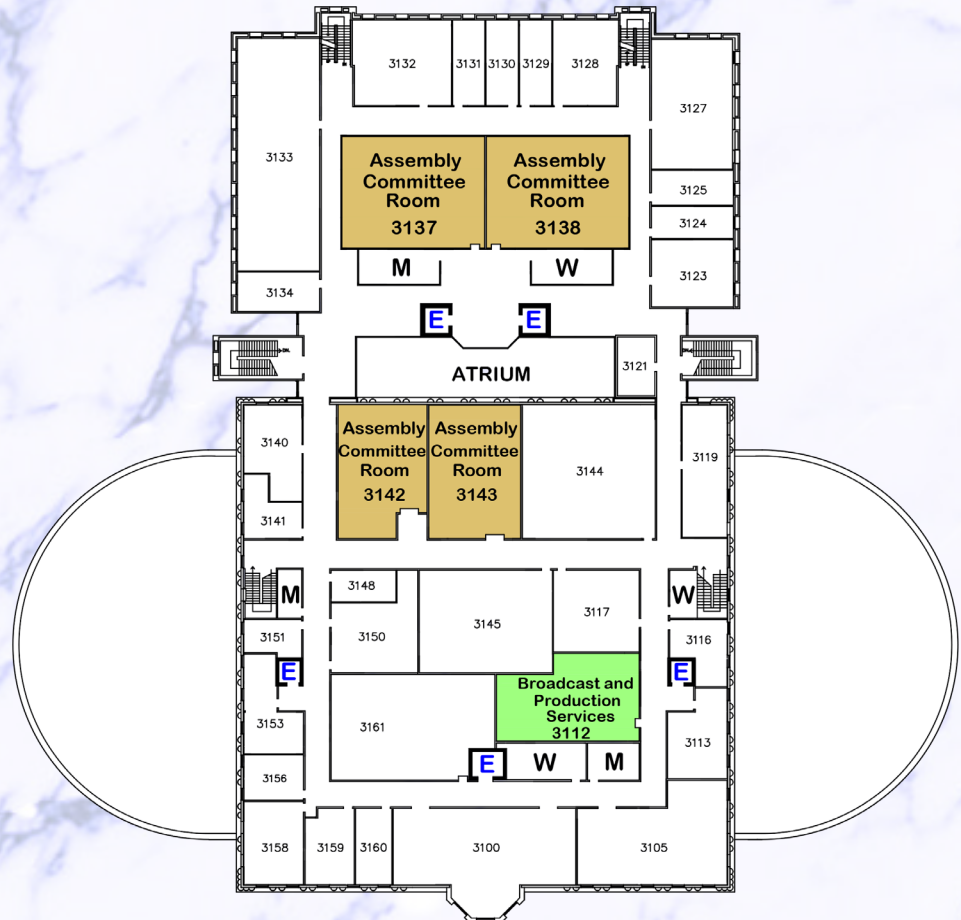 3132
3131
3130
3129
3128
3133
3127
Assembly
Committee
Room
3137
Assembly
Committee
Room
3138
3125
3124
3123
M
W
3134
E
E
DN.
DN.
ATRIUM
3121
3140
Assembly
Committee
Room
3142
Assembly
Committee
Room
3143
3144
3119
3141
M
3148
3150
3145
3117
W
3151
3116
E
E
Broadcast and
Production
Services
3112
3153
3161
3113
E
W
M
3156
3158
3159
3160
3100
3105